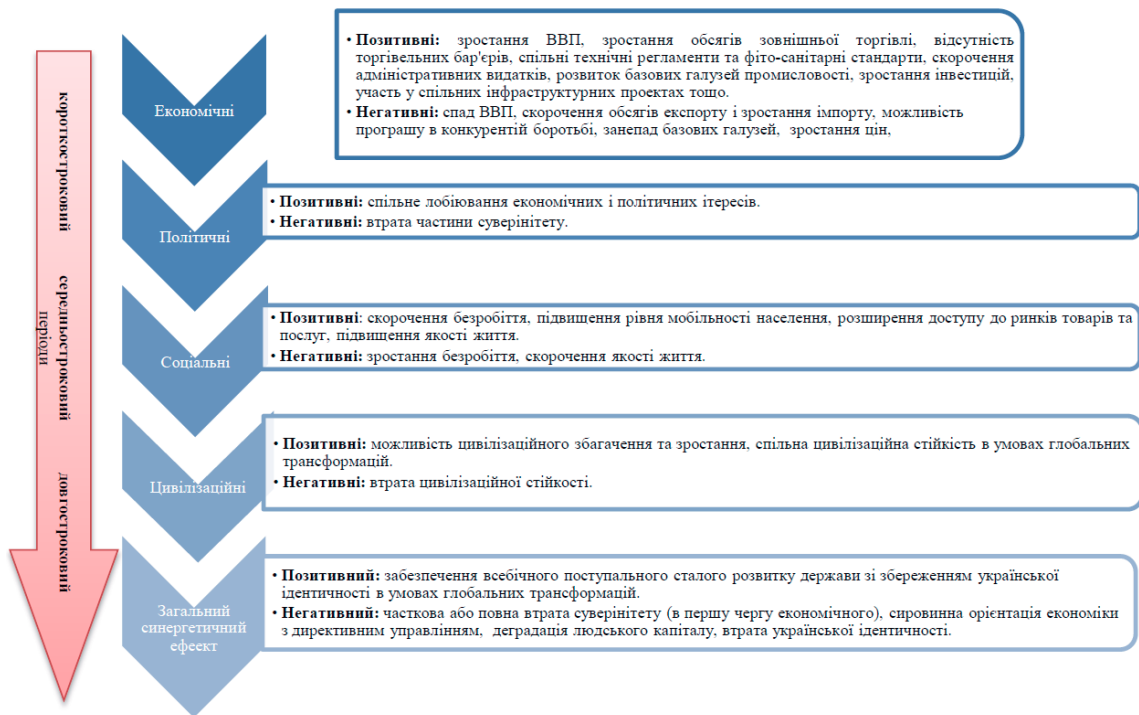 короткостроковий
середньостроковий
періоди
довгостроковий
Економічні
• Позитивні: зростання ВВП, зростання обсягів зовнішньої торгівлі, відсутність
торгівельних бар'єрів, спільні технічні регламенти та фіто-санітарні стандарти, скорочення
адміністративних видатків, розвиток базових галузей промисловості, зростання інвестицій,
участь у спільних інфраструктурних проектах тощо.
• Негативні: спад ВВП, скорочення обсягів експорту і зростання імпорту, можливість
програшу в конкурентій боротьбі, занепад базових галузей, зростання цін,
Політичні
• Позитивні: спільне лобіювання економічних і політичних ітересів.
• Негативні: втрата частини суверінітету.
Соціальні
• Позитивні: скорочення безробіття, підвищення рівня мобільності населення, розширення доступу до ринків товарів та
послуг, підвищення якості життя.
• Негативні: зростання безробіття, скорочення якості життя.
Цивілізаційні
• Позитивні: можливість цивілізаційного збагачення та зростання, спільна цивілізаційна стійкість в умовах глобальних
трансформацій.
• Негативні: втрата цивілізаційної стійкості.
Загальний
синергетичний
ефеект
• Позитивний: забезпечення всебічного поступального сталого розвитку держави зі збереженням української
ідентичності в умовах глобальних трансформацій.
• Негативний: часткова або повна втрата суверінітету (в першу чергу економічного), сировинна орієнтація економіки
з директивним управлінням, деградація людського капіталу, втрата української ідентичності.